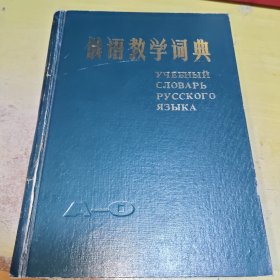 俄语教学词典
УЧЕБНЫЙ
СЛОВАРЬ
РУССКОГО
ЯЗЫКА
А—О